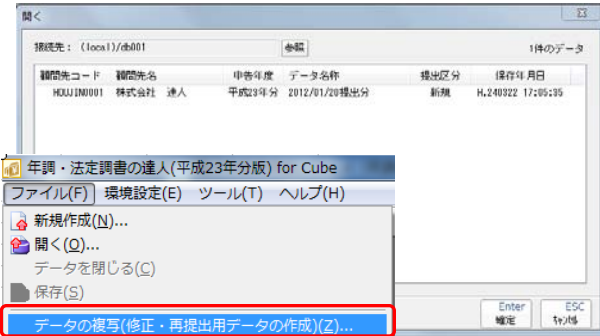 開く
接続先： (local)/db001 参照 1件のデータ
顧問先コード 顧問先名 申告年度 データ名称 提出区分 保存年月日
HOUJIN0001 株式会社 達人 平成23年分 2012/01/20提出分 新規 H.240322 17:05:35
年調・法定調書の達人(平成23年分版) for Cube
ファイル(F) 環境設定(E) ツール(T) ヘルプ(H)
新規作成(N)...
開く(O)...
データを閉じる(C)
保存(S)
データの複写(修正・再提出用データの作成)(Z)...
Enter 確定 ESC キャンセル